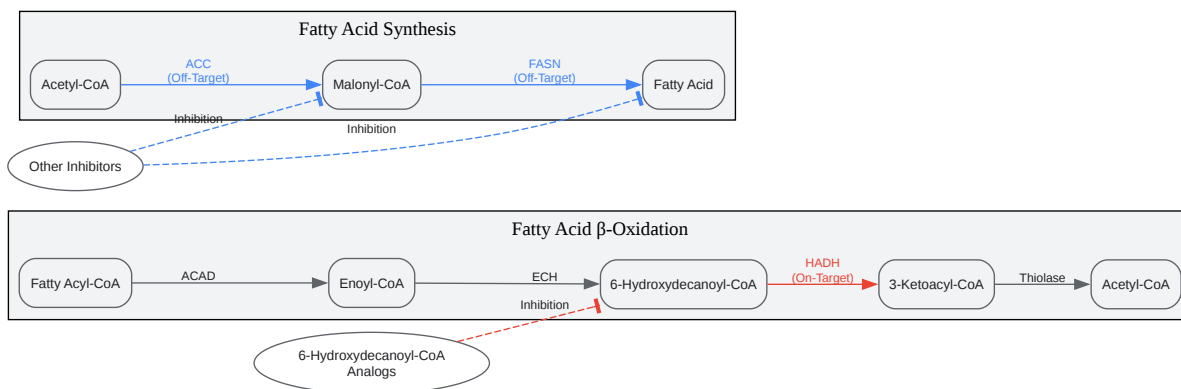 Fatty Acid Synthesis
ACC
(Off-Target)
FASN
(Off-Target)
Acetyl-CoA
Malonyl-CoA
Fatty Acid
Inhibition
Inhibition
Other Inhibitors
Fatty Acid β-Oxidation
HADH
(On-Target)
ACAD
ECH
Thiolase
Fatty Acyl-CoA
Enoyl-CoA
6-Hydroxydecanoyl-CoA
3-Ketoacyl-CoA
Acetyl-CoA
Inhibition
6-Hydroxydecanoyl-CoA
Analogs